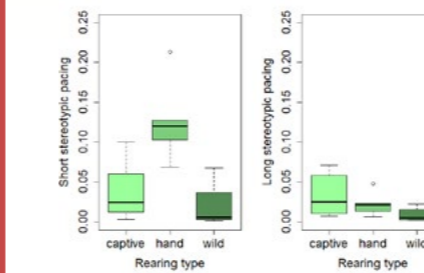 Short stereotypic pacing
0.00 0.05 0.10 0.15 0.20 0.25
captive hand wild
Rearing type
Long stereotypic pacing
0.00 0.05 0.10 0.15 0.20 0.25
captive hand wild
Rearing type